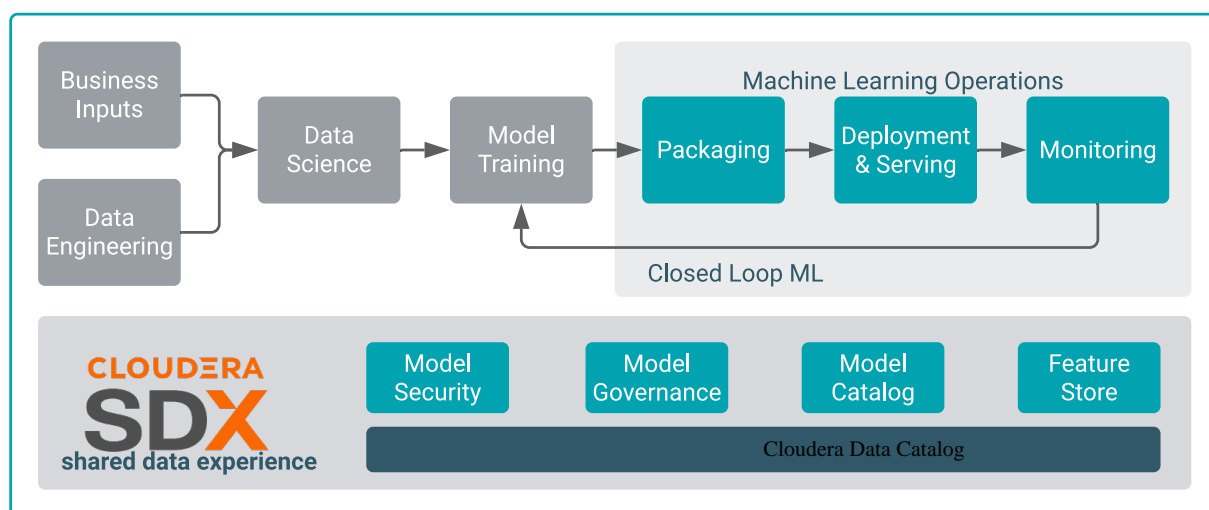 Business
Inputs
Data
Engineering
Data
Science
Model
Training
Machine Learning Operations
Packaging
Deployment
& Serving
Monitoring
Closed Loop ML
CLOUDERA
SDX
shared data experience
Model
Security
Model
Governance
Model
Catalog
Feature
Store
Cloudera Data Catalog